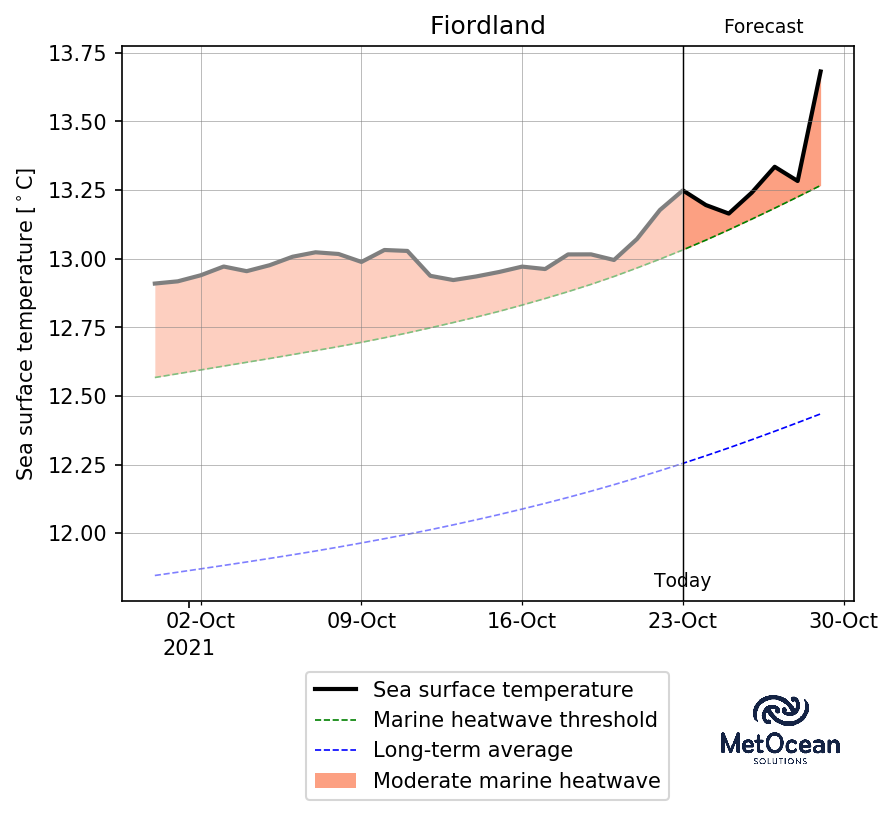 Fiordland
Forecast
Sea surface temperature [°C]
13.75
13.50
13.25
13.00
12.75
12.50
12.25
12.00
Today
02-Oct 09-Oct 16-Oct 23-Oct 30-Oct
2021
Sea surface temperature
Marine heatwave threshold
Long-term average
Moderate marine heatwave
MetOcean
SOLUTIONS